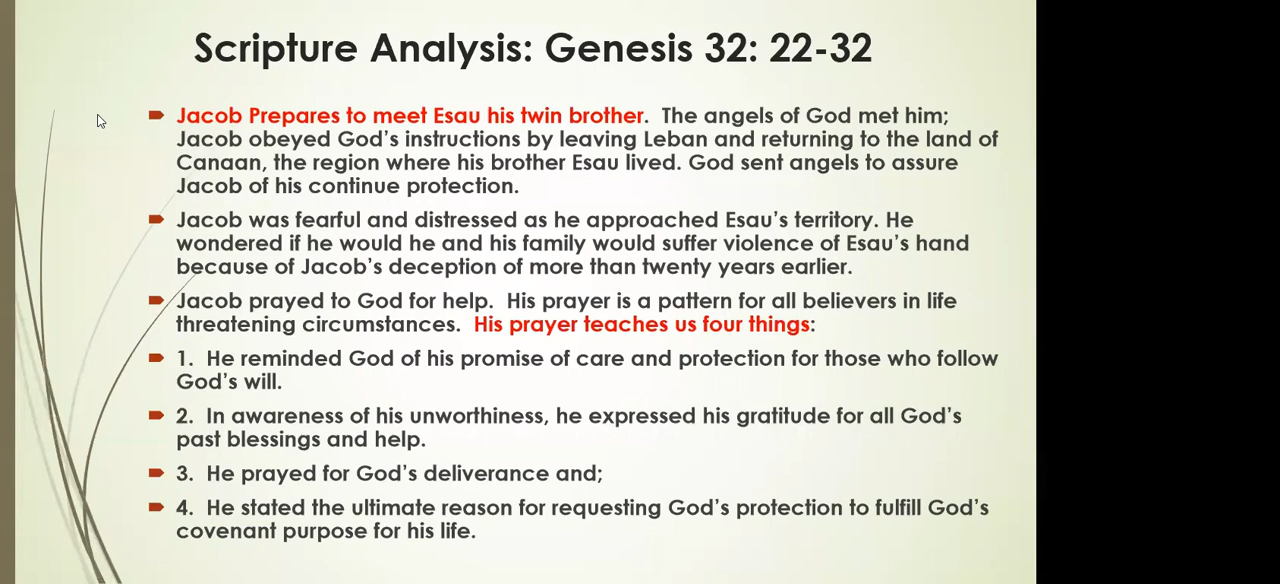 Scripture Analysis: Genesis 32: 22-32
Jacob Prepares to meet Esau his twin brother.  The angels of God met him;
Jacob obeyed God's instructions by leaving Leban and returning to the land of
Canaan, the region where his brother Esau lived. God sent angels to assure
Jacob of his continue protection.
Jacob was fearful and distressed as he approached Esau's territory. He
wondered if he would he and his family would suffer violence of Esau's hand
because of Jacob's deception of more than twenty years earlier.
Jacob prayed to God for help.  His prayer is a pattern for all believers in life
threatening circumstances.  His prayer teaches us four things:
1.  He reminded God of his promise of care and protection for those who follow
God's will.
2.  In awareness of his unworthiness, he expressed his gratitude for all God's
past blessings and help.
3.  He prayed for God's deliverance and;
4.  He stated the ultimate reason for requesting God's protection to fulfill God's
covenant purpose for his life.